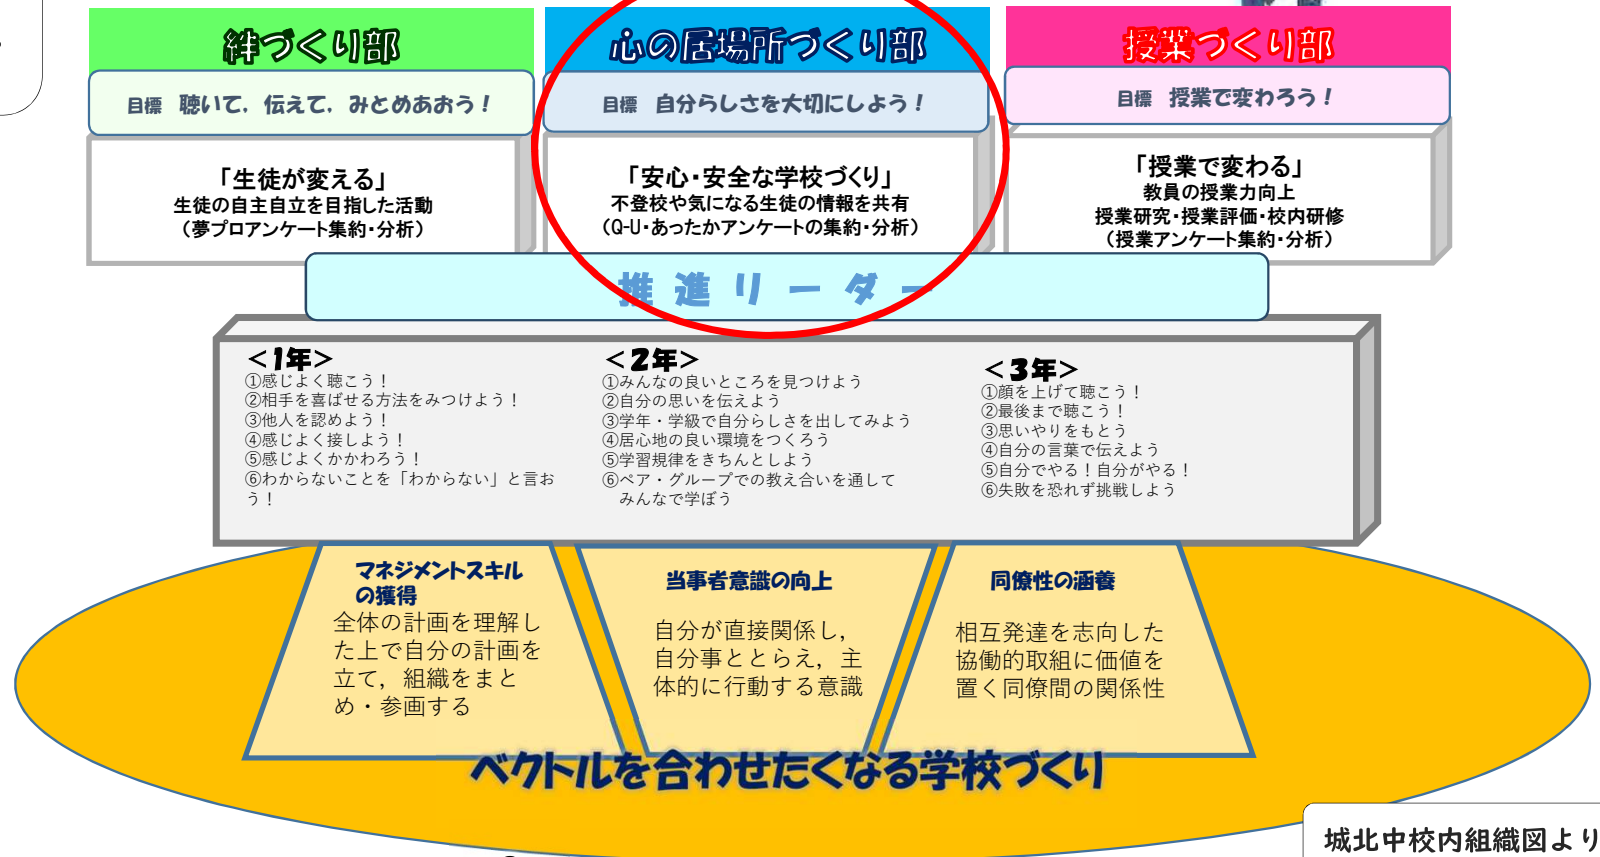 絆づくり部
目標 聴いて，伝えて，みとめあおう！
「生徒が変える」
生徒の自主自立を目指した活動
（夢プロアンケート集約・分析）
心の居場所づくり部
目標 自分らしさを大切にしよう！
「安心・安全な学校づくり」
不登校や気になる生徒の情報を共有
（Q-U・あったかアンケートの集約・分析）
授業づくり部
目標 授業で変わろう！
「授業で変わる」
教員の授業力向上
授業研究・授業評価・校内研修
（授業アンケート集約・分析）
推進リーダー
＜1年＞
①感じよく聴こう！
②相手を喜ばせる方法をみつけよう！
③他人を認めよう！
④感じよく接しよう！
⑤感じよくかかわろう！
⑥わからないことを「わからない」と言お
う！
＜2年＞
①みんなの良いところを見つけよう
②自分の思いを伝えよう
③学年・学級で自分らしさを出してみよう
④居心地の良い環境をつくろう
⑤学習規律をきちんとしよう
⑥ペア・グループでの教え合いを通して
みんなで学ぼう
＜3年＞
①顔を上げて聴こう！
②最後まで聴こう！
③思いやりをもとう
④自分の言葉で伝えよう
⑤自分でやる！自分がやる！
⑥失敗を恐れず挑戦しよう
マネジメントスキル
の獲得
全体の計画を理解し
た上で自分の計画を
立て，組織をまと
め・参画する
当事者意識の向上
自分が直接関係し，
自分事ととらえ，主
体的に行動する意識
同僚性の涵養
相互発達を志向した
協働的取組に価値を
置く同僚間の関係性
ベクトルを合わせたくなる学校づくり
城北中校内組織図より